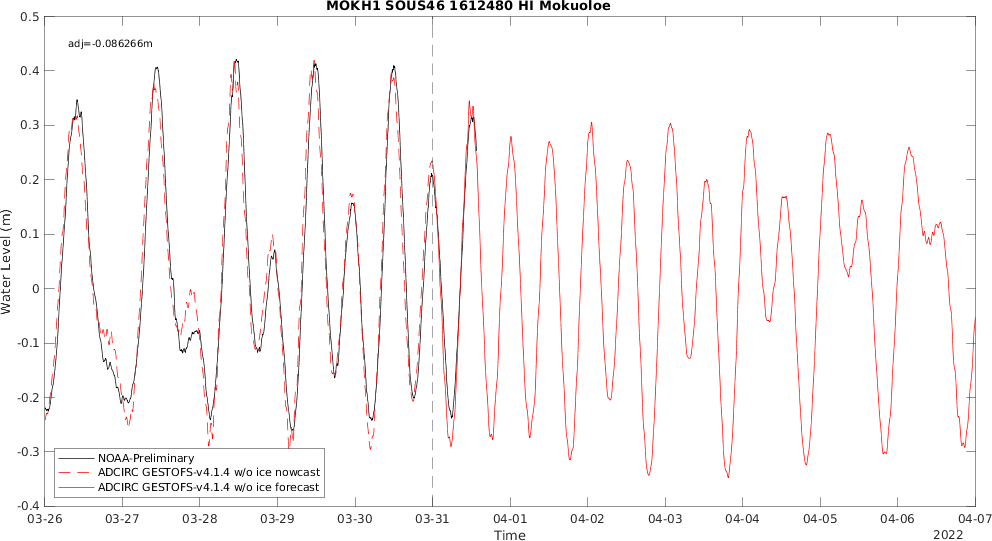 MOKH1 SOUS46 1612480 HI Mokuoloe
adj=-0.086266m
0.5
0.4
0.3
0.2
0.1
0
-0.1
-0.2
-0.3
-0.4
Water Level (m)
NOAA-Preliminary
ADCIRC GESTOFS-v4.1.4 w/o ice nowcast
ADCIRC GESTOFS-v4.1.4 w/o ice forecast
03-26 03-27 03-28 03-29 03-30 03-31 04-01 04-02 04-03 04-04 04-05 04-06 04-07
Time
2022